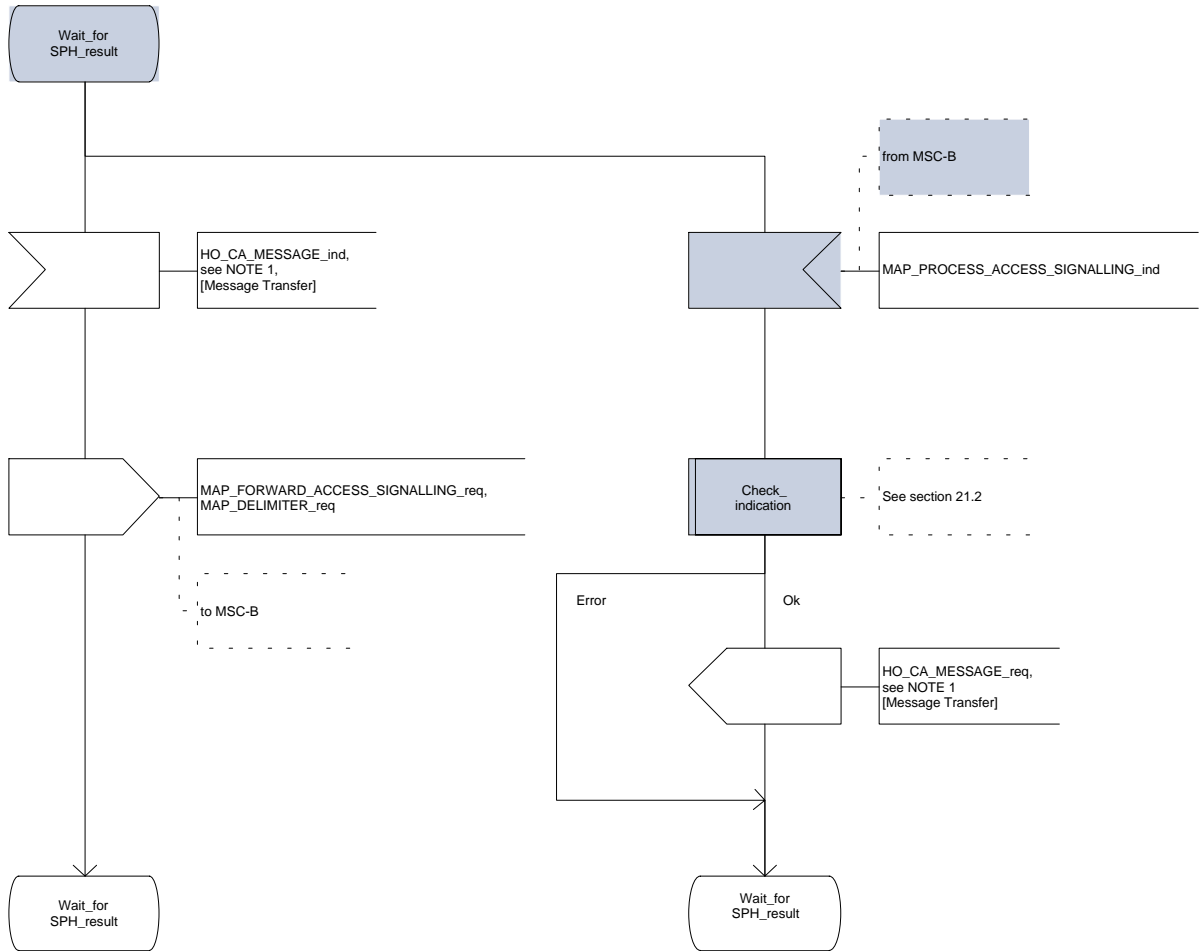 Wait_for
SPH_result
from MSC-B
HO_CA_MESSAGE_ind,
see NOTE 1,
[Message Transfer]
MAP_PROCESS_ACCESS_SIGNALLING_ind
MAP_FORWARD_ACCESS_SIGNALLING_req,
MAP_DELIMITER_req
Check_
indication
See section 21.2
to MSC-B
Error
Ok
HO_CA_MESSAGE_req,
see NOTE 1
[Message Transfer]
Wait_for
SPH_result
Wait_for
SPH_result